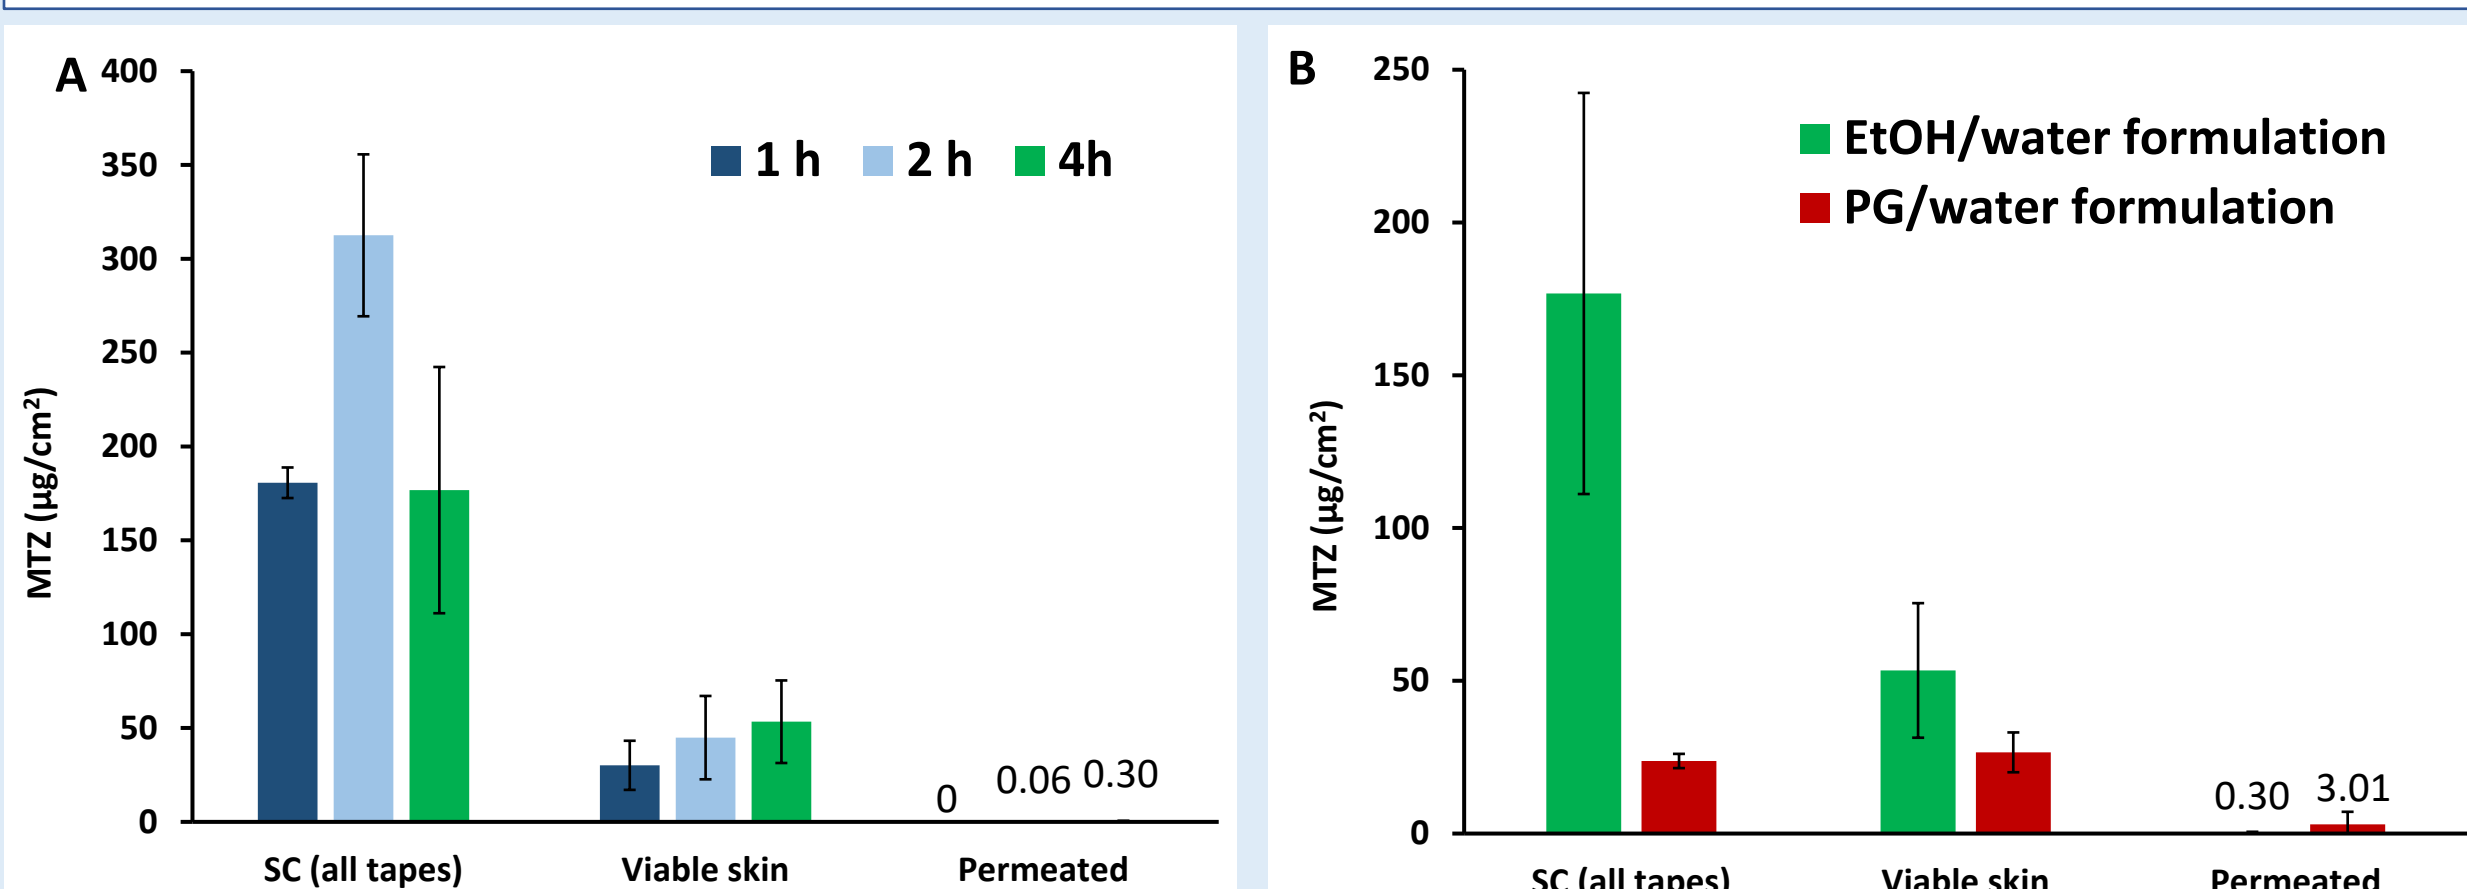 A
400
350
300
250
200
150
100
50
0
MTZ (µg/cm²)
1 h 2 h 4h
0 0.06 0.30
SC (all tapes) Viable skin Permeated
B
250
200
150
100
50
0
MTZ (µg/cm²)
EtOH/water formulation
PG/water formulation
0.30 3.01
SC (all tapes) Viable skin Permeated